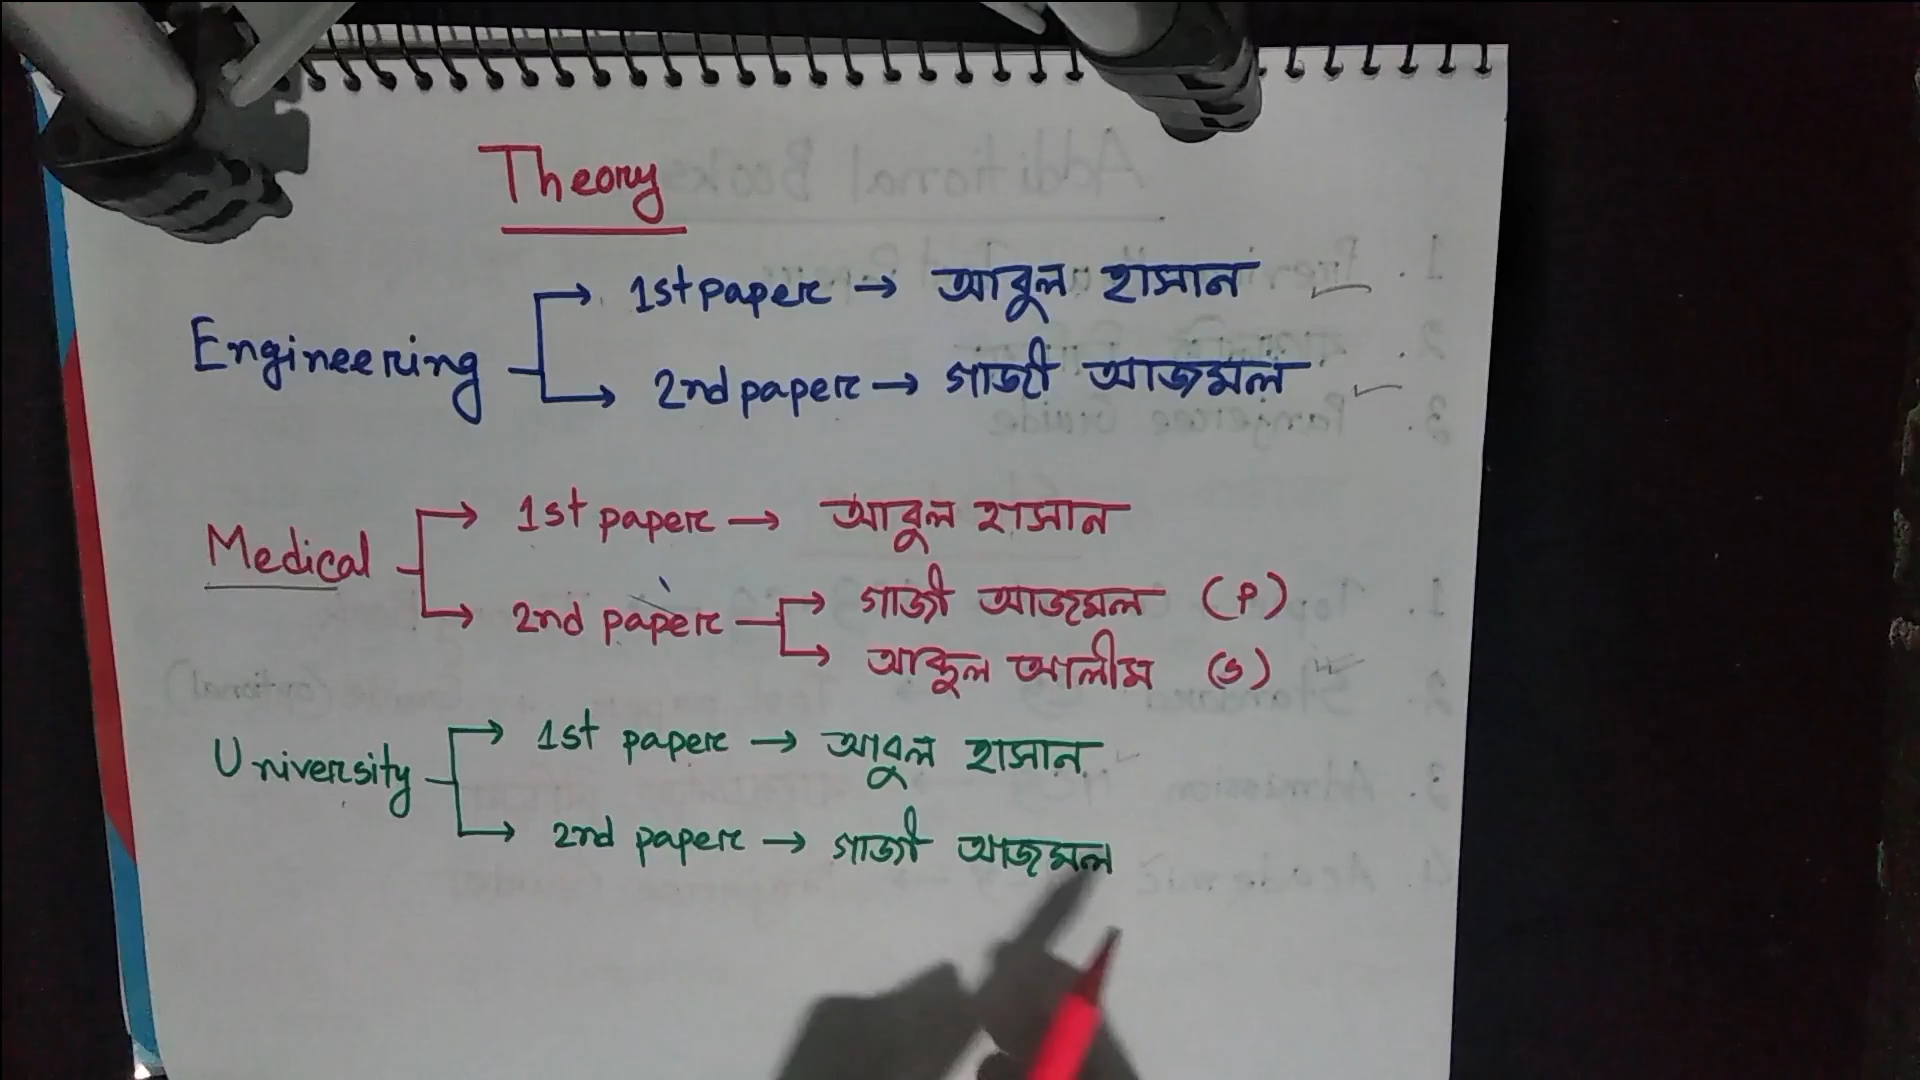 Theory
Engineering
1st paper → আবুল হাসান
2nd paper → গাজী আজমল
Medical
1st paper → আবুল হাসান
2nd paper
গাজী আজমল (P)
আব্দুল আলীম (G)
University
1st paper → আবুল হাসান
2nd paper → গাজী আজমল